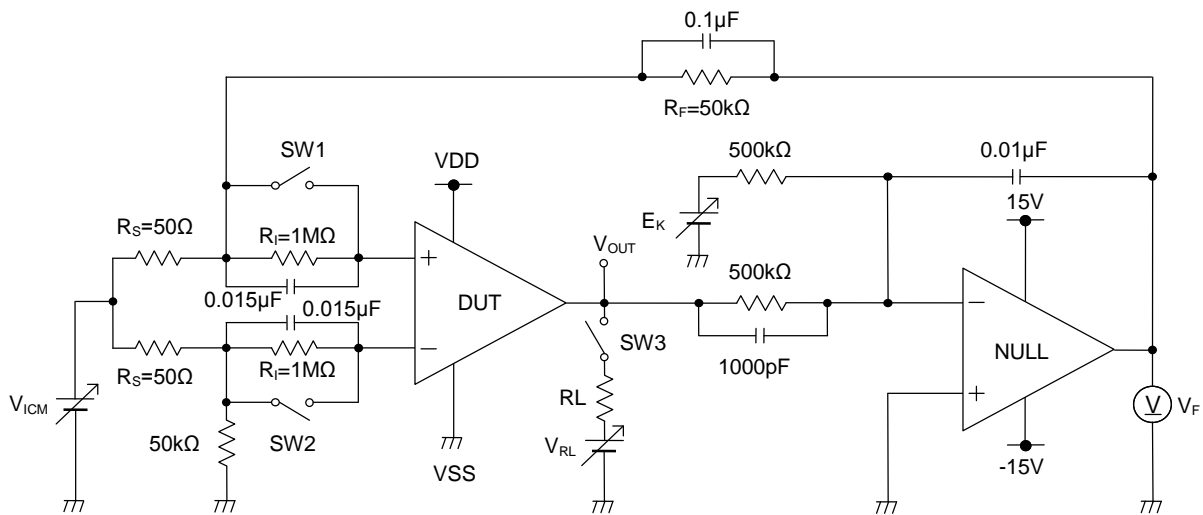 0.1µF
RF=50kΩ
SW1
VDD
500kΩ
0.01µF
15V
EK
RS=50Ω
RI=1MΩ
VOUT
+
500kΩ
0.015µF
DUT
−
0.015µF
SW3
NULL
RS=50Ω
RI=1MΩ
−
1000pF
VICM
RL
+
V
VF
50kΩ
SW2
VSS
VRL
-15V